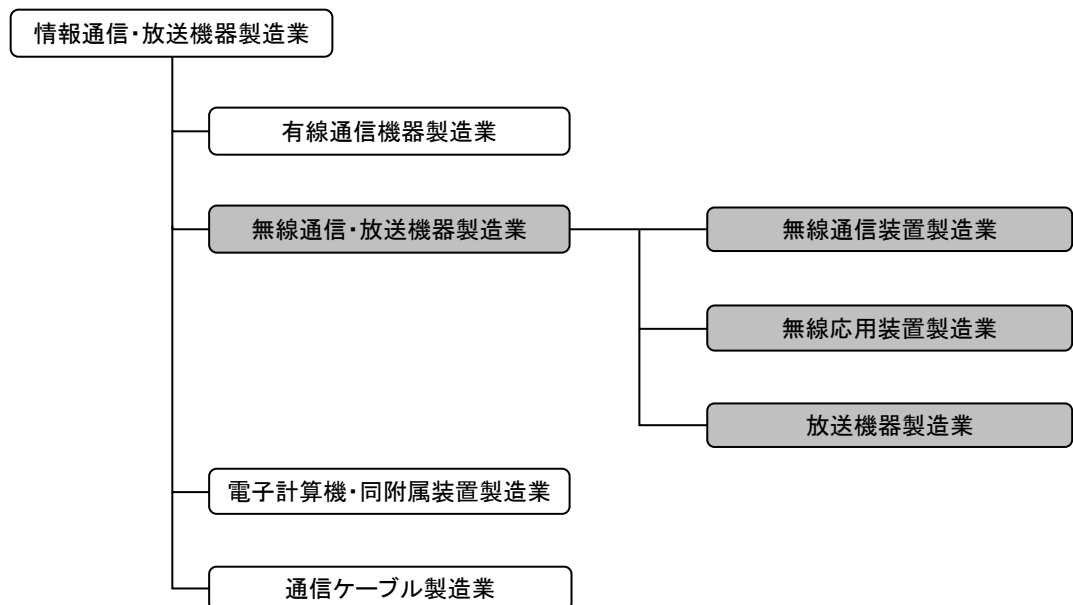 情報通信・放送機器製造業
有線通信機器製造業
無線通信・放送機器製造業
無線通信装置製造業
無線応用装置製造業
放送機器製造業
電子計算機・同附属装置製造業
通信ケーブル製造業